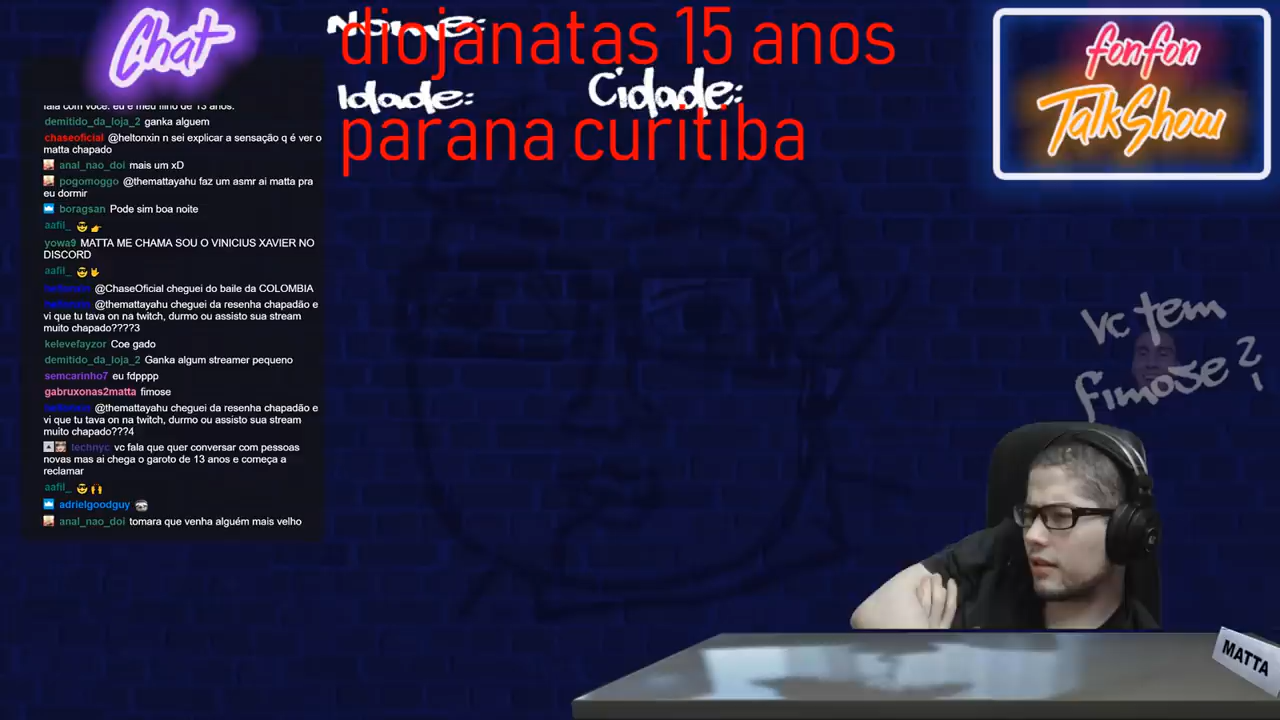 Chat
fala com você. eu e meu filho de 13 anos.
demitido_da_loja_2 ganka alguem
chaseoficial @heltonxin n sei explicar a sensação q é ver o
matta chapado
anal_nao_doi mais um xD
pogomoggo @themattayahu faz um asmr ai matta pra
eu dormir
boragsan Pode sim boa noite
aafil_ 😎👉
yowa9 MATTA ME CHAMA SOU O VINICIUS XAVIER NO
DISCORD
aafil_ 😎🤟
heltonxin @ChaseOficial cheguei do baile da COLOMBIA
heltonxin @themattayahu cheguei da resenha chapadão e
vi que tu tava on na twitch, durmo ou assisto sua stream
muito chapado????3
kelevefayzor Coe gado
demitido_da_loja_2 Ganka algum streamer pequeno
semcarinho7 eu fdpppp
gabruxonas2matta fimose
heltonxin @themattayahu cheguei da resenha chapadão e
vi que tu tava on na twitch, durmo ou assisto sua stream
muito chapado???4
technyc vc fala que quer conversar com pessoas
novas mas ai chega o garoto de 13 anos e começa a
reclamar
aafil_ 😎🙌
adrielgoodguy
anal_nao_doi tomara que venha alguém mais velho
Nome:
diojanatas 15 anos
Idade: Cidade:
parana curitiba
fonfon
TalkShow
vc tem
fimose?
MATTA